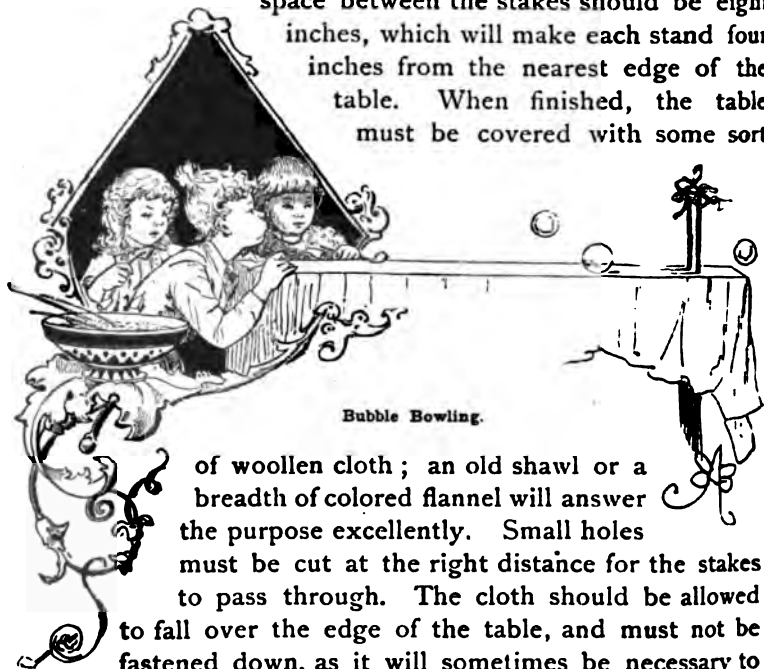 space between the stakes should be eight
inches, which will make each stand four
inches from the nearest edge of the
table. When finished, the table
must be covered with some sort
Bubble Bowling.
of woollen cloth ; an old shawl or a
breadth of colored flannel will answer
the purpose excellently. Small holes
must be cut at the right distance for the stakes
to pass through. The cloth should be allowed
to fall over the edge of the table, and must not be
fastened down, as it will sometimes be necessary to